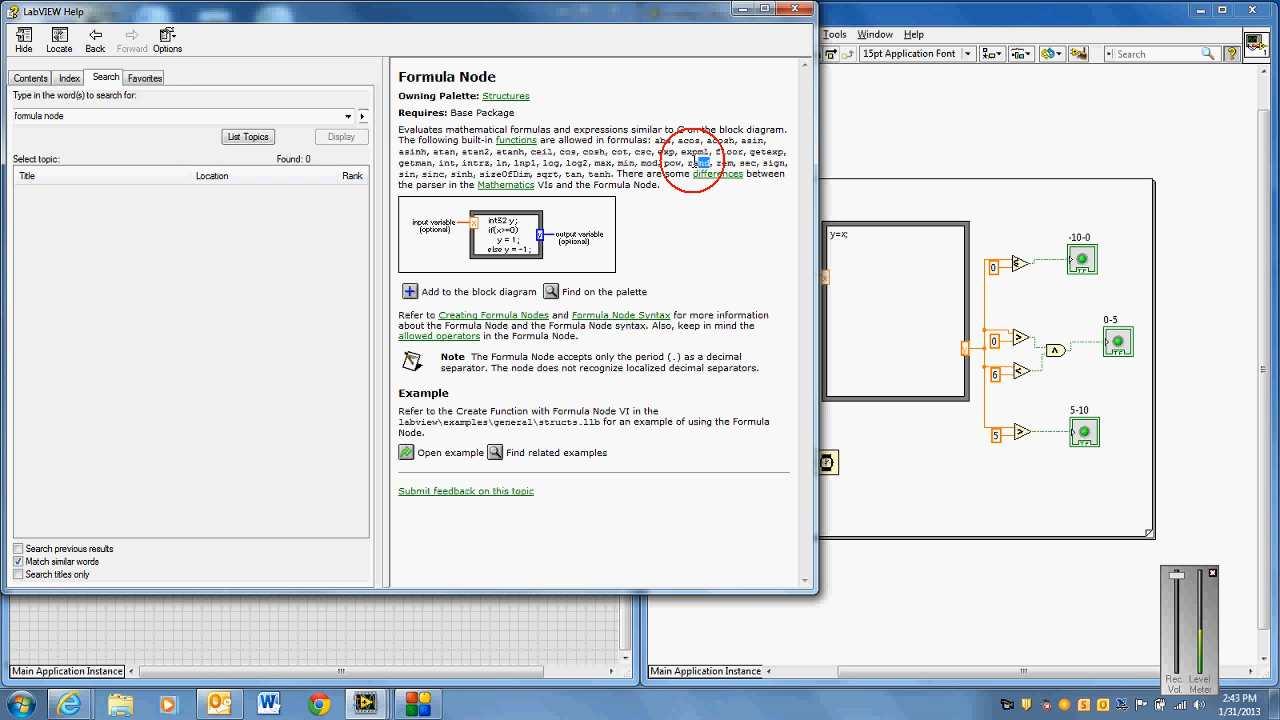 LabVIEW Help
Hide
Locate
Back
Forward
Options
Contents
Index
Search
Favorites
Type in the word(s) to search for:
formula node
List Topics
Display
Select topic:
Found: 0
Title
Location
Rank
Search previous results
Match similar words
Search titles only
Formula Node
Owning Palette: Structures
Requires: Base Package
Evaluates mathematical formulas and expressions similar to C on the block diagram.
The following built-in functions are allowed in formulas: abs, acos, acosh, asin,
asinh, atan, atan2, atanh, ceil, cos, cosh, cot, csc, exp, expm1, floor, getexp,
getman, int, intrz, ln, lnp1, log, log2, max, min, mod, pow, rand, rem, sec, sign,
sin, sinc, sinh, sizeOfDim, sqrt, tan, tanh. There are some differences between
the parser in the Mathematics VIs and the Formula Node.
input variable
(optional)
x
int32 y;
if(x>=0)
y = 1;
else y = -1;
y
output variable
(optional)
Add to the block diagram
Find on the palette
Refer to Creating Formula Nodes and Formula Node Syntax for more information
about the Formula Node and the Formula Node syntax. Also, keep in mind the
allowed operators in the Formula Node.
Note The Formula Node accepts only the period (.) as a decimal
separator. The node does not recognize localized decimal separators.
Example
Refer to the Create Function with Formula Node VI in the
labview\examples\general\structs.llb for an example of using the Formula
Node.
Open example
Find related examples
Submit feedback on this topic
Tools
Window
Help
15pt Application Font
Search
1
y=x;
x
y
-10-0
0
TF
0-5
0
6
TF
5-10
5
TF
Main Application Instance
Main Application Instance
Rec.
Vol.
Level
Meter
2:43 PM
1/31/2013